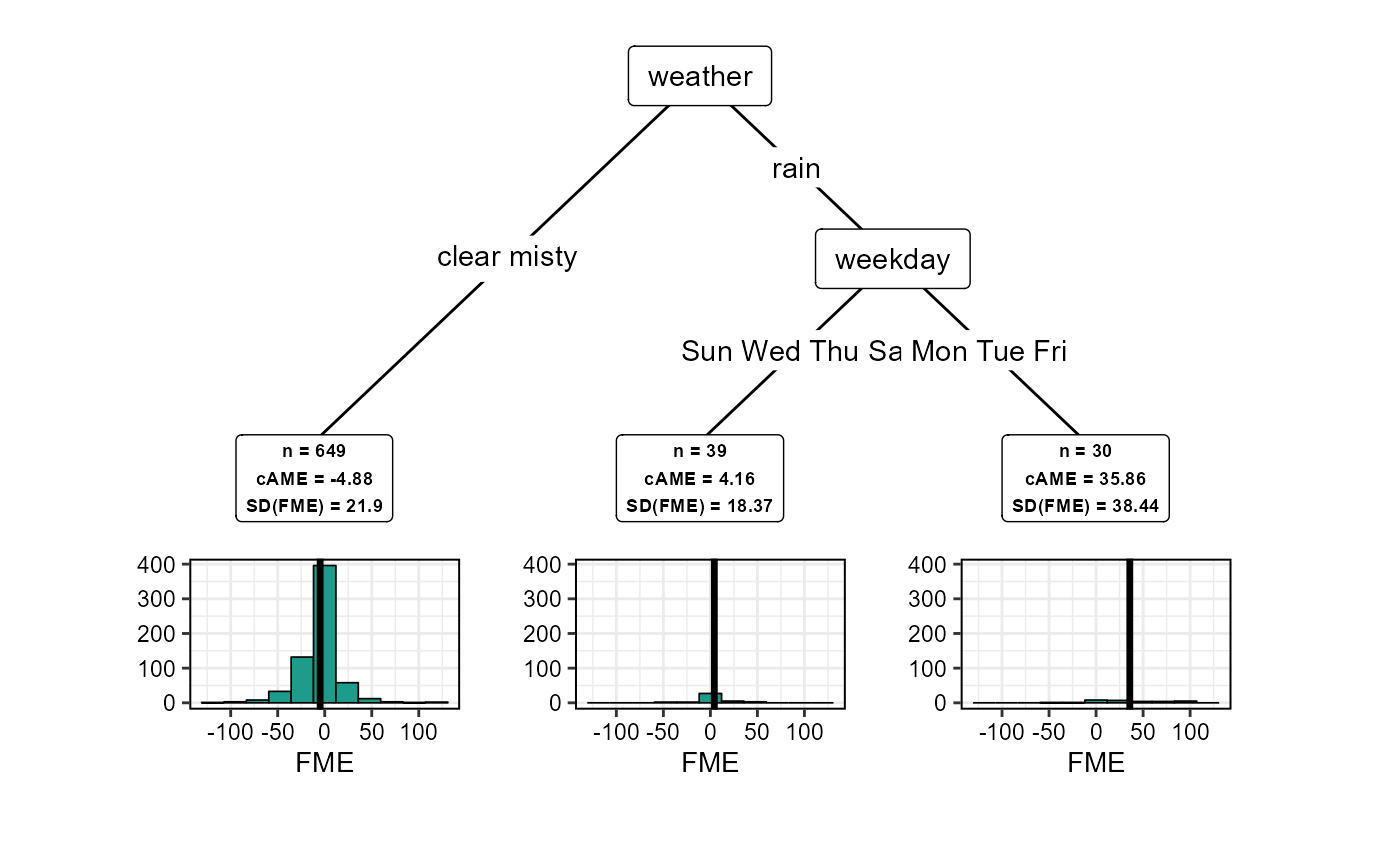 weather
rain
clear misty
weekday
Sun Wed Thu Sa Mon Tue Fri
n = 649
cAME = -4.88
SD(FME) = 21.9
n = 39
cAME = 4.16
SD(FME) = 18.37
n = 30
cAME = 35.86
SD(FME) = 38.44
400
300
200
100
0
-100 -50 0 50 100
FME
400
300
200
100
0
-100 -50 0 50 100
FME
400
300
200
100
0
-100 -50 0 50 100
FME